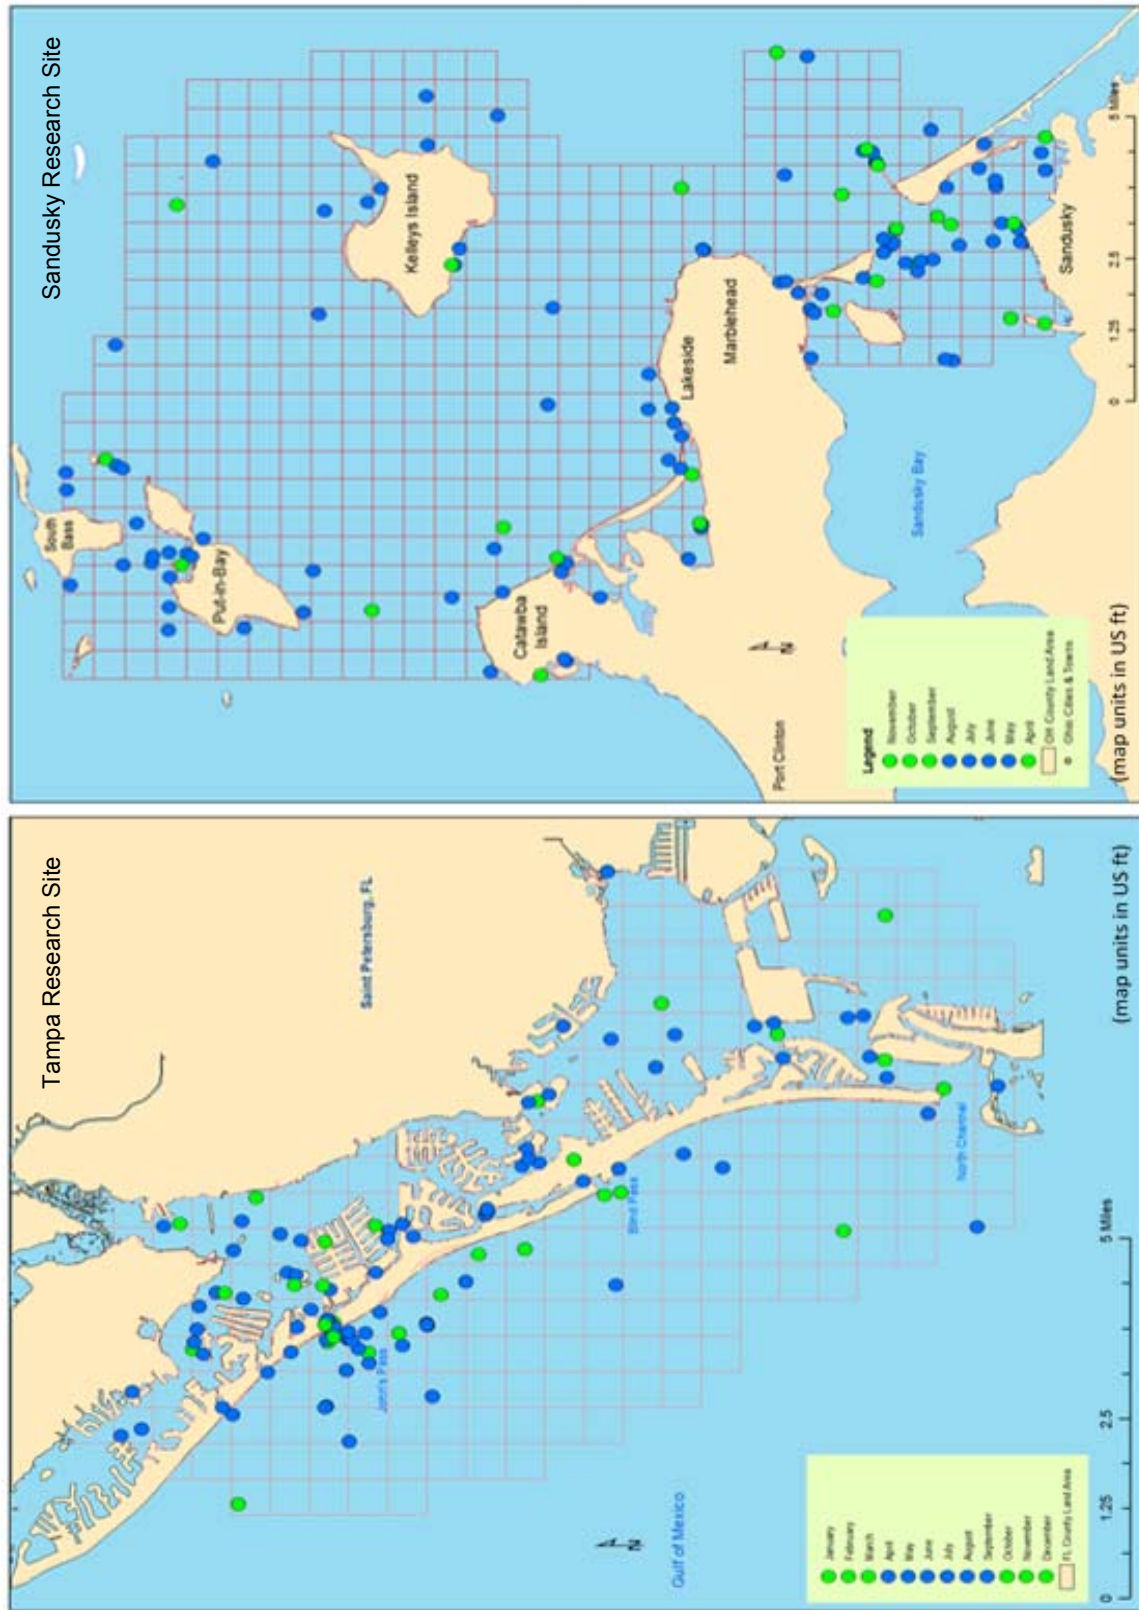 Tampa Research Site
Saint Petersburg, FL
John's Pass
Blind Pass
North Channel
Gulf of Mexico
N
January
February
March
April
May
June
July
August
September
October
November
December
FL County Land Area
0 1.25 2.5 5 Miles
(map units in US ft)
Sandusky Research Site
South
Bass
Put-in-Bay
Kelleys Island
Catawba
Island
Lakeside
Marblehead
Port Clinton
Sandusky Bay
Sandusky
N
Legend
November
October
September
August
July
June
May
April
OH County Land Area
Ohio Cities & Towns
0 1.25 2.5 5 Miles
(map units in US ft)